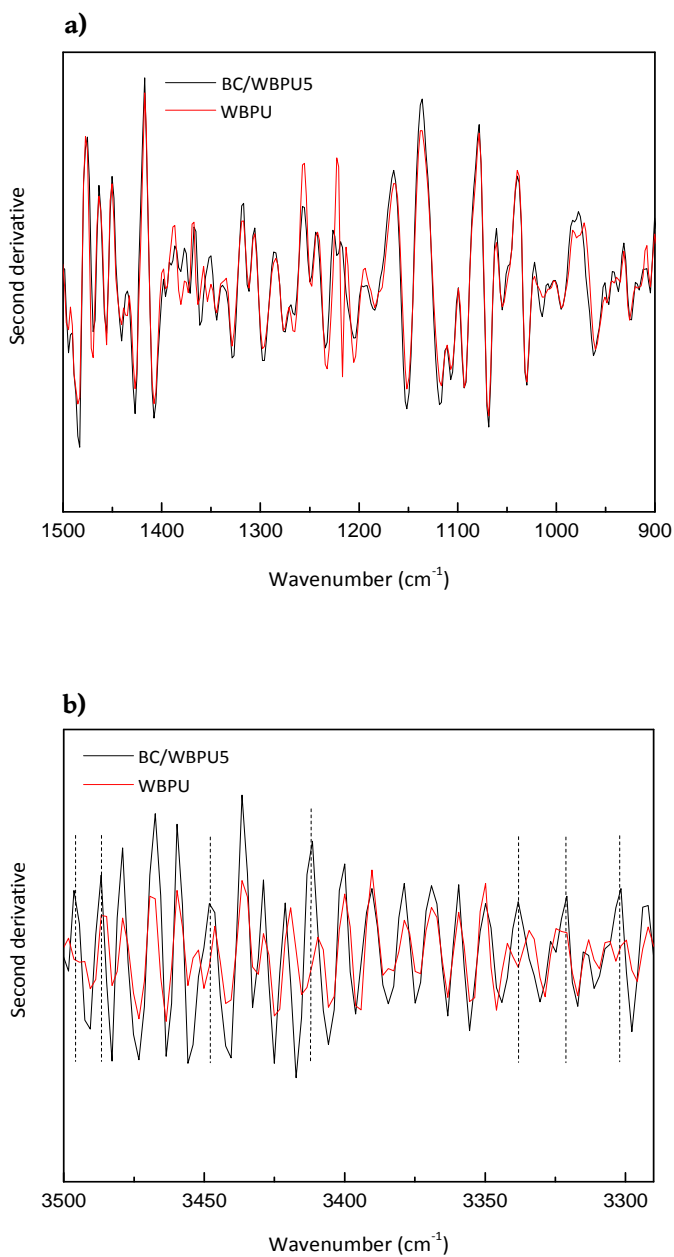 a)
BC/WBPU5
WBPU
Second derivative
1500 1400 1300 1200 1100 1000 900
Wavenumber (cm⁻¹)
b)
BC/WBPU5
WBPU
Second derivative
3500 3450 3400 3350 3300
Wavenumber (cm⁻¹)